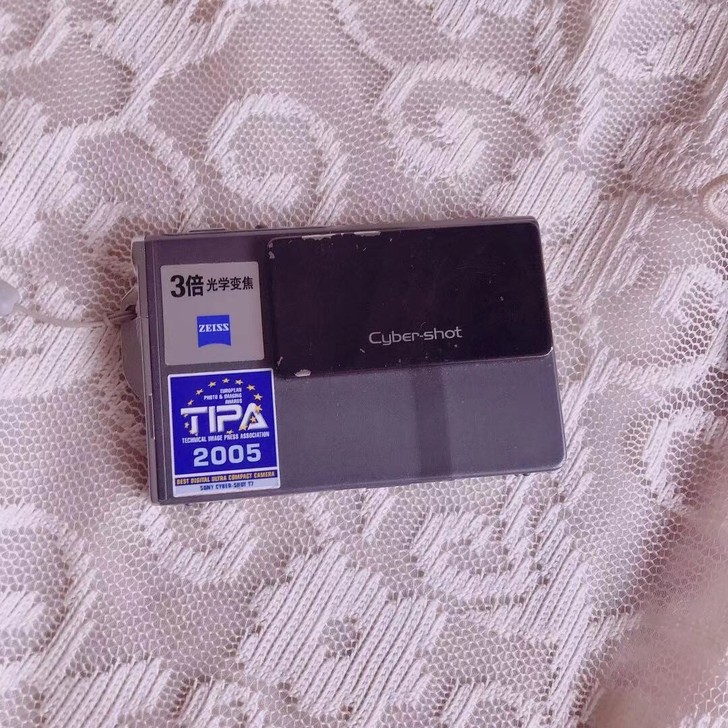 3倍 光学变焦
ZEISS
Cyber-shot
EUROPEAN
PHOTO & IMAGING
AWARDS
TIPA
TECHNICAL IMAGE PRESS ASSOCIATION
2005
BEST DIGITAL ULTRA COMPACT CAMERA
SONY CYBER-SHOT T7